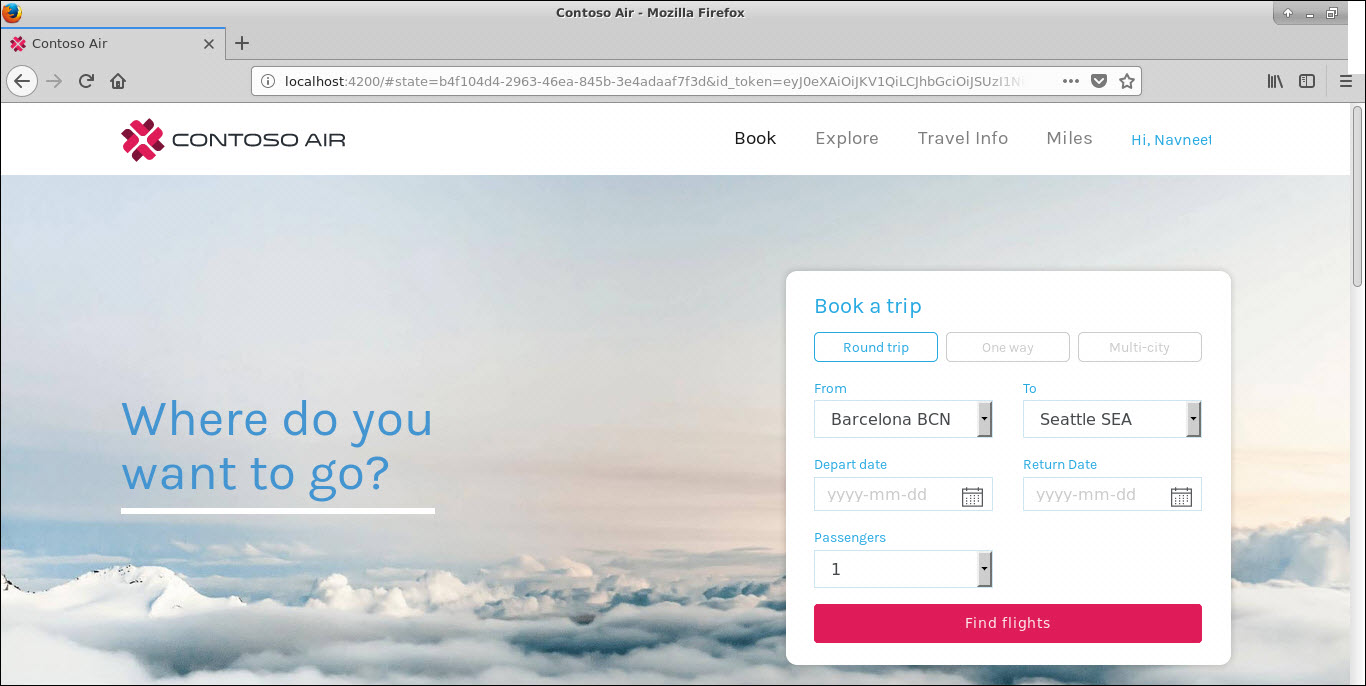 Contoso Air - Mozilla Firefox
Contoso Air
localhost:4200/#state=b4f104d4-2963-46ea-845b-3e4adaaf7f3d&id_token=eyJ0eXAiOiJKV1QiLCJhbGciOiJSUzI1N
CONTOSO AIR
Book Explore Travel Info Miles Hi, Navneet
Book a trip
Round trip One way Multi-city
From To
Barcelona BCN Seattle SEA
Where do you
want to go?
Depart date Return Date
yyyy-mm-dd yyyy-mm-dd
Passengers
1
Find flights